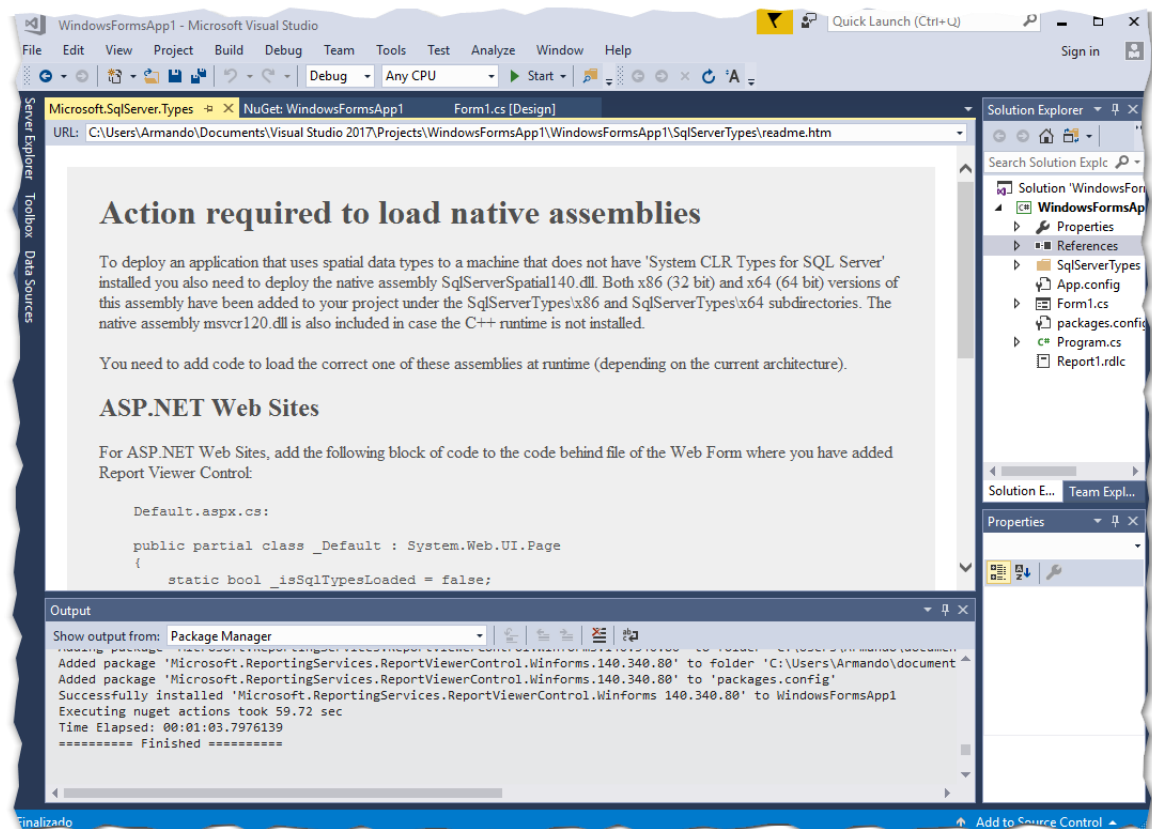 WindowsFormsApp1 - Microsoft Visual Studio
Quick Launch (Ctrl+Q)
File Edit View Project Build Debug Team Tools Test Analyze Window Help
Sign in
Debug Any CPU Start
Server Explorer
Toolbox
Data Sources
Microsoft.SqlServer.Types NuGet: WindowsFormsApp1 Form1.cs [Design]
URL: C:\Users\Armando\Documents\Visual Studio 2017\Projects\WindowsFormsApp1\WindowsFormsApp1\SqlServerTypes\readme.htm
Action required to load native assemblies
To deploy an application that uses spatial data types to a machine that does not have 'System CLR Types for SQL Server'
installed you also need to deploy the native assembly SqlServerSpatial140.dll. Both x86 (32 bit) and x64 (64 bit) versions of
this assembly have been added to your project under the SqlServerTypes\x86 and SqlServerTypes\x64 subdirectories. The
native assembly msvcr120.dll is also included in case the C++ runtime is not installed.
You need to add code to load the correct one of these assemblies at runtime (depending on the current architecture).
ASP.NET Web Sites
For ASP.NET Web Sites, add the following block of code to the code behind file of the Web Form where you have added
Report Viewer Control:
Default.aspx.cs:
public partial class _Default : System.Web.UI.Page
{
static bool _isSqlTypesLoaded = false;
Solution Explorer
Search Solution Explc
Solution 'WindowsForm
WindowsFormsAp
Properties
References
SqlServerTypes
App.config
Form1.cs
packages.config
Program.cs
Report1.rdlc
Solution E... Team Expl...
Properties
Output
Show output from: Package Manager
Added package 'Microsoft.ReportingServices.ReportViewerControl.Winforms.140.340.80' to folder 'C:\Users\Armando\document
Added package 'Microsoft.ReportingServices.ReportViewerControl.Winforms.140.340.80' to 'packages.config'
Successfully installed 'Microsoft.ReportingServices.ReportViewerControl.Winforms 140.340.80' to WindowsFormsApp1
Executing nuget actions took 59.72 sec
Time Elapsed: 00:01:03.7976139
========== Finished ==========
Finalizado
Add to Source Control